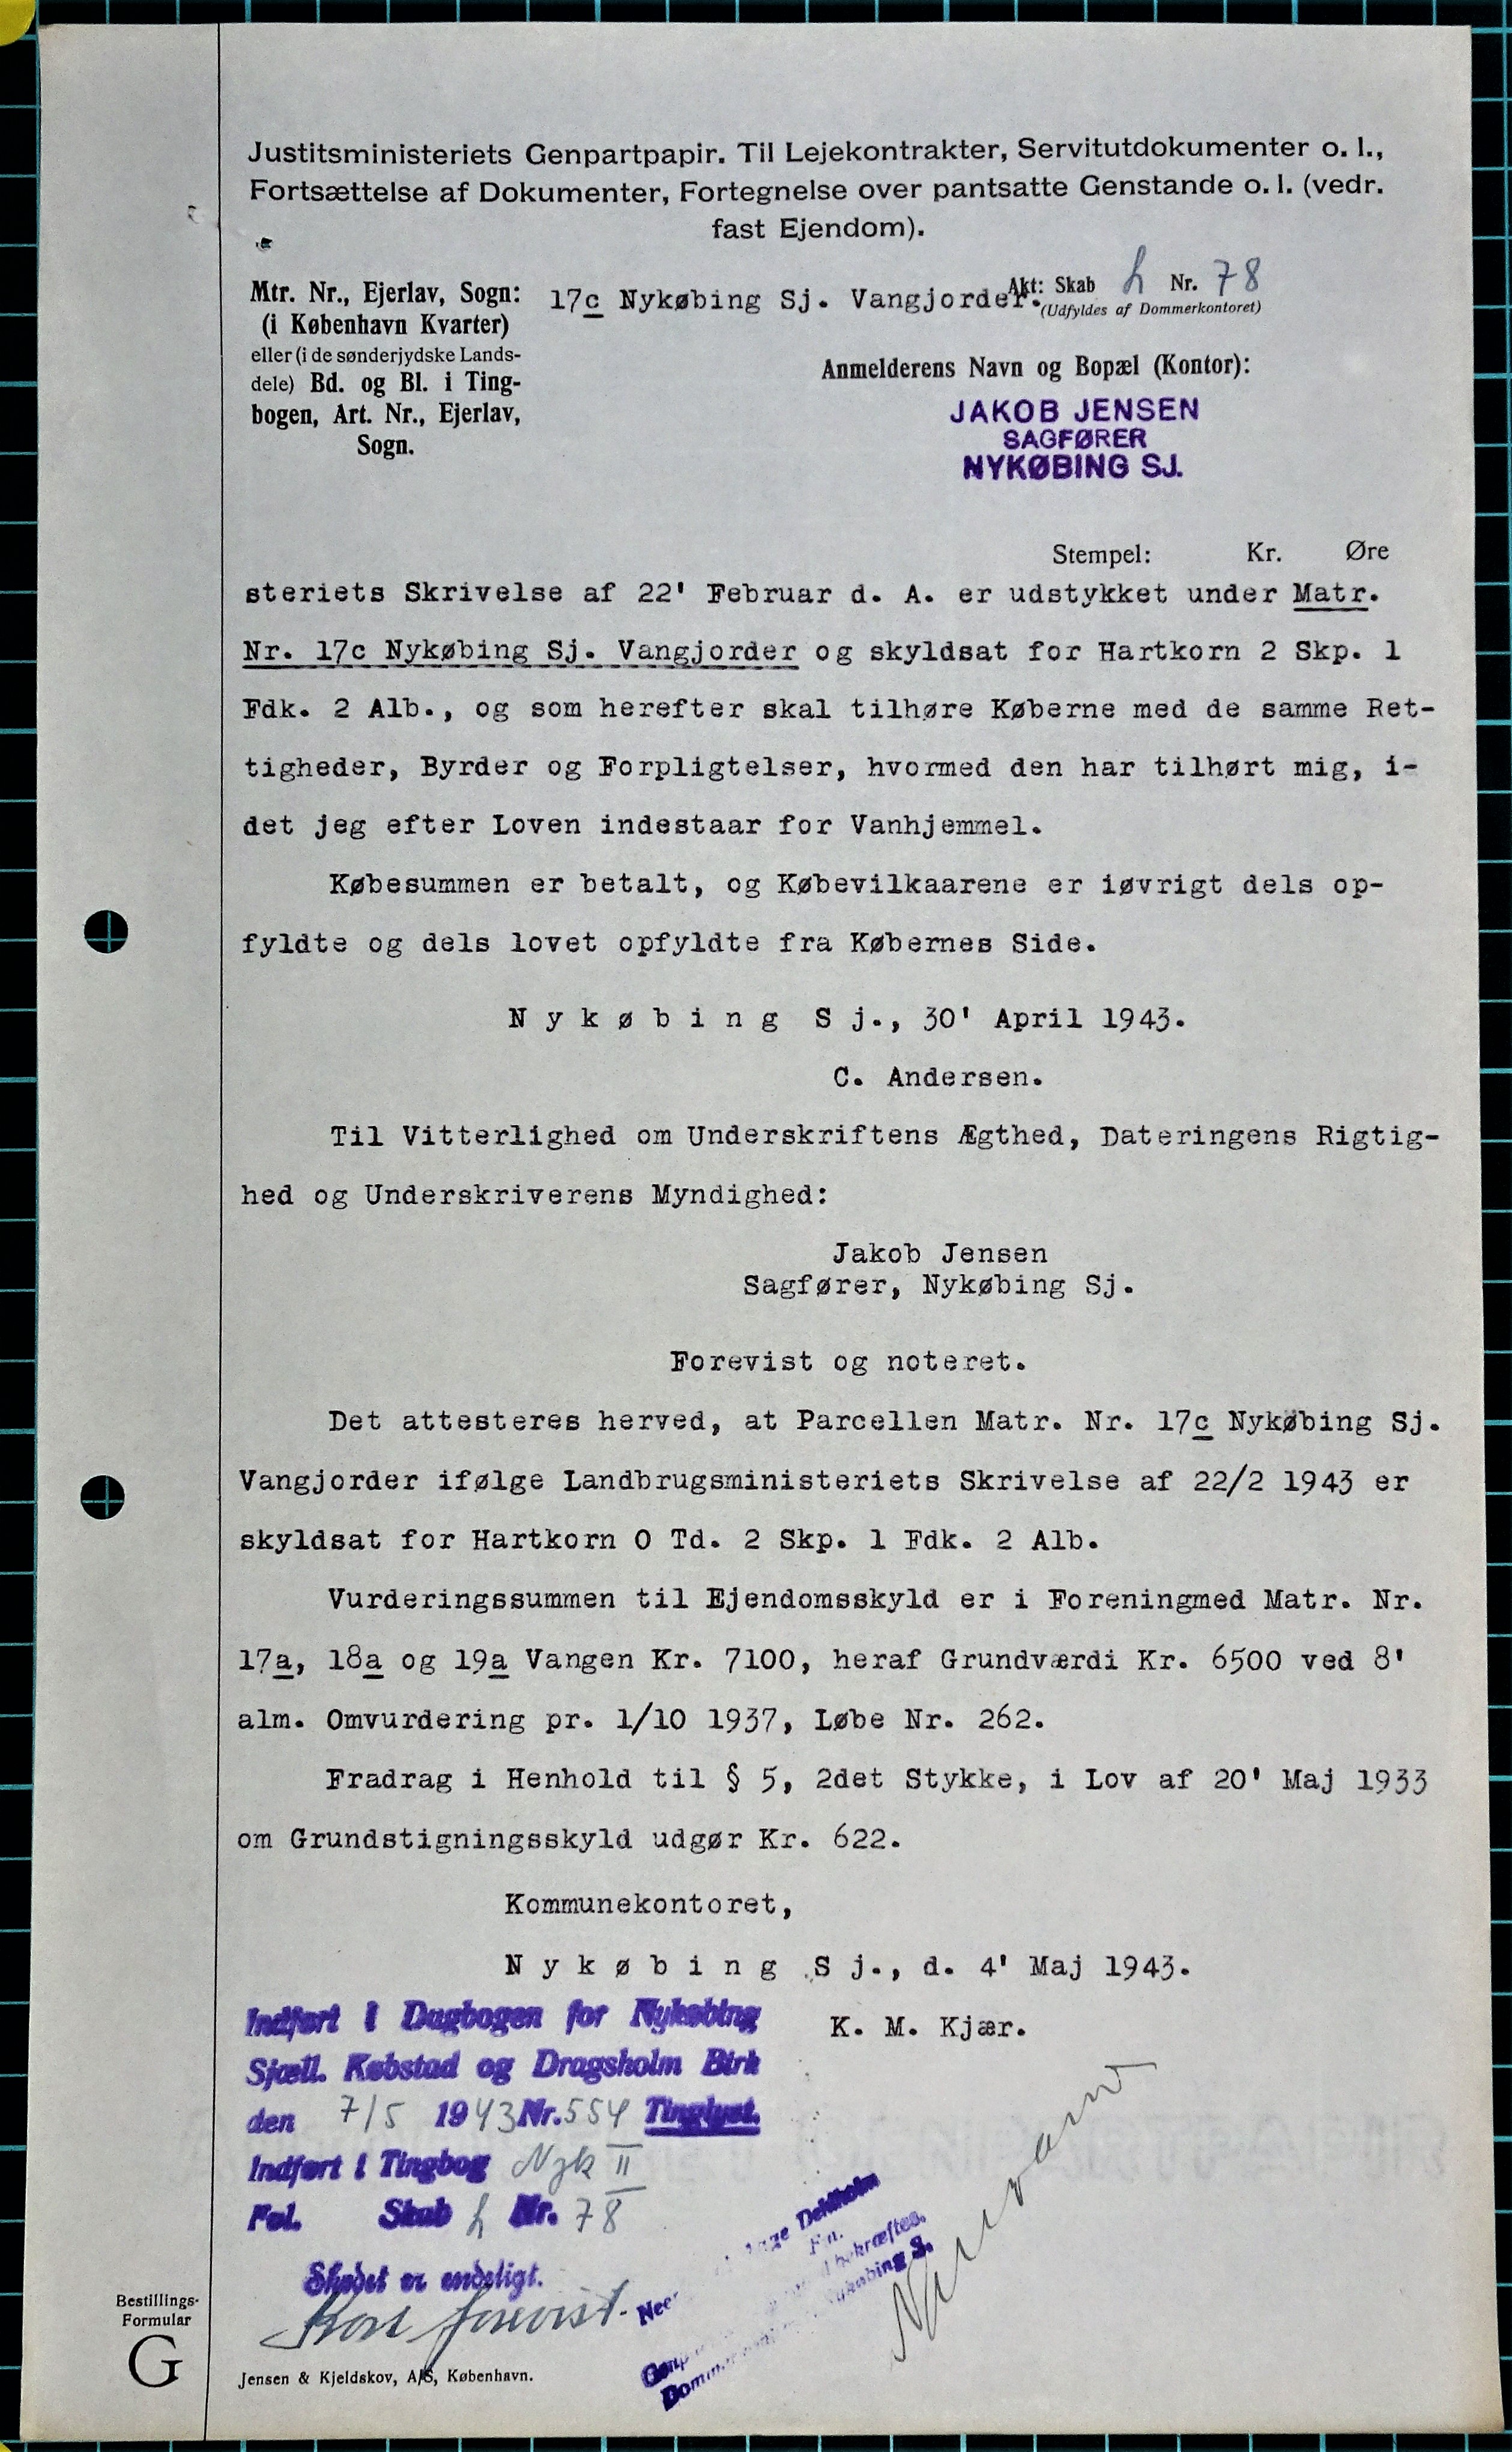 Justitsministeriets Genpartpapir. Til Lejekontrakter, Servitutdokumenter o. l.,
Fortsættelse af Dokumenter, Fortegnelse over pantsatte Genstande o. l. (vedr.
fast Ejendom).
Mtr. Nr., Ejerlav, Sogn:
(i København Kvarter)
eller (i de sønderjydske Lands-
dele) Bd. og Bl. i Ting-
bogen, Art. Nr., Ejerlav,
Sogn.
17c Nykøbing Sj. Vangjorder.
Akt: Skab h Nr. 78
(Udfyldes af Dommerkontoret)
Anmelderens Navn og Bopæl (Kontor):
JAKOB JENSEN
SAGFØRER
NYKØBING SJ.
Stempel: Kr. Øre
steriets Skrivelse af 22' Februar d. A. er udstykket under Matr.
Nr. 17c Nykøbing Sj. Vangjorder og skyldsat for Hartkorn 2 Skp. 1
Fdk. 2 Alb., og som herefter skal tilhøre Køberne med de samme Ret-
tigheder, Byrder og Forpligtelser, hvormed den har tilhørt mig, i-
det jeg efter Loven indestaar for Vanhjemmel.
Købesummen er betalt, og Købevilkaarene er iøvrigt dels op-
fyldte og dels lovet opfyldte fra Købernes Side.
Nykøbing Sj., 30' April 1943.
C. Andersen.
Til Vitterlighed om Underskriftens Ægthed, Dateringens Rigtig-
hed og Underskriverens Myndighed:
Jakob Jensen
Sagfører, Nykøbing Sj.
Forevist og noteret.
Det attesteres herved, at Parcellen Matr. Nr. 17c Nykøbing Sj.
Vangjorder ifølge Landbrugsministeriets Skrivelse af 22/2 1943 er
skyldsat for Hartkorn 0 Td. 2 Skp. 1 Fdk. 2 Alb.
Vurderingssummen til Ejendomsskyld er i Foreningmed Matr. Nr.
17a, 18a og 19a Vangen Kr. 7100, heraf Grundværdi Kr. 6500 ved 8'
alm. Omvurdering pr. 1/10 1937, Løbe Nr. 262.
Fradrag i Henhold til § 5, 2det Stykke, i Lov af 20' Maj 1933
om Grundstigningsskyld udgør Kr. 622.
Kommunekontoret,
Nykøbing Sj., d. 4' Maj 1943.
K. M. Kjær.
Indført i Dagbogen for Nykøbing
Sjæll. Købstad og Dragsholm Birk
den 7/5 1943 Nr. 554 Tinglyst.
Indført i Tingbog Nyk II
Fol. Skab h Nr. 78
Skødet er endeligt.
Kort forevist.
Dehlholm
Fm.
bekræftes.
Nykøbing S.
Bestillings-
Formular
G
Jensen & Kjeldskov, A/S, København.